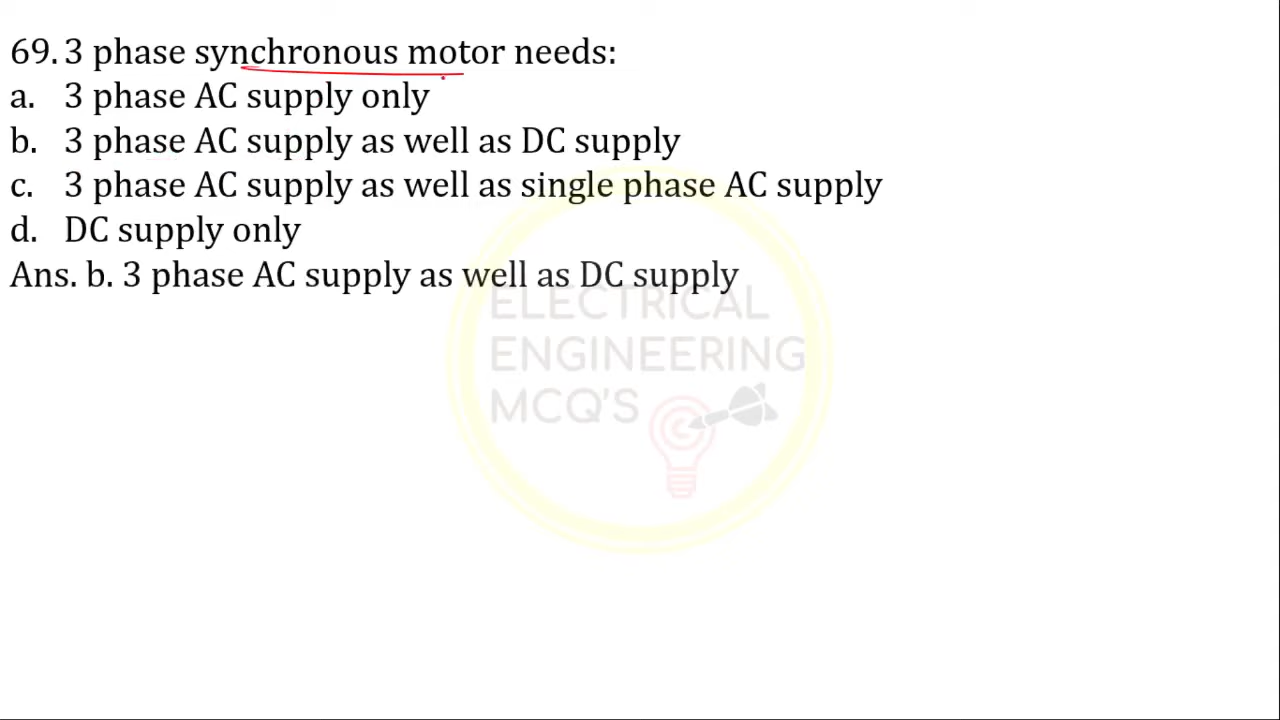 69. 3 phase synchronous motor needs:
a. 3 phase AC supply only
b. 3 phase AC supply as well as DC supply
c. 3 phase AC supply as well as single phase AC supply
d. DC supply only
Ans. b. 3 phase AC supply as well as DC supply
ELECTRICAL
ENGINEERING
MCQ'S